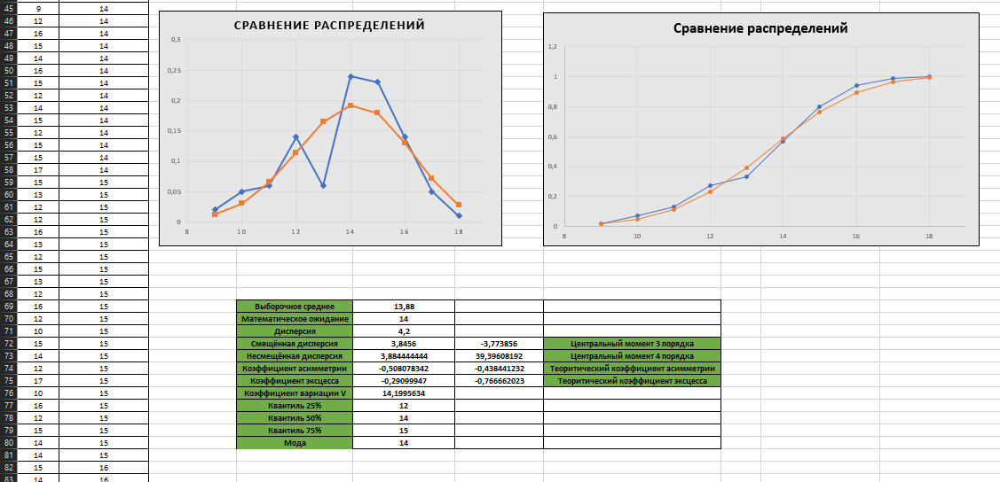 45 9 14
46 12 14
47 16 14
48 15 14
49 14 14
50 16 14
51 15 14
52 12 14
53 14 14
54 15 14
55 12 14
56 15 14
57 15 14
58 17 14
59 15 15
60 13 15
61 12 15
62 12 15
63 16 15
64 13 15
65 12 15
66 15 15
67 13 15
68 12 15
69 16 15
70 12 15
71 10 15
72 15 15
73 14 15
74 12 15
75 17 15
76 10 15
77 16 15
78 12 15
79 15 15
80 14 15
81 14 15
82 15 16
83 14 16
СРАВНЕНИЕ РАСПРЕДЕЛЕНИЙ
0,3
0,25
0,2
0,15
0,1
0,05
0
8 10 12 14 16 18
Сравнение распределений
1,2
1
0,8
0,6
0,4
0,2
0
8 10 12 14 16 18
Выборочное среднее 13,88
Математическое ожидание 14
Дисперсия 4,2
Смещённая дисперсия 3,8456 -3,773856 Центральный момент 3 порядка
Несмещённая дисперсия 3,884444444 39,39608192 Центральный момент 4 порядка
Коэффициент асимметрии -0,508078342 -0,438441232 Теоритический коэффициент асимметрии
Коэффициент эксцесса -0,29099947 -0,766662023 Теоритический коэффициент эксцесса
Коэффициент вариации V 14,1995634
Квантиль 25% 12
Квантиль 50% 14
Квантиль 75% 15
Мода 14